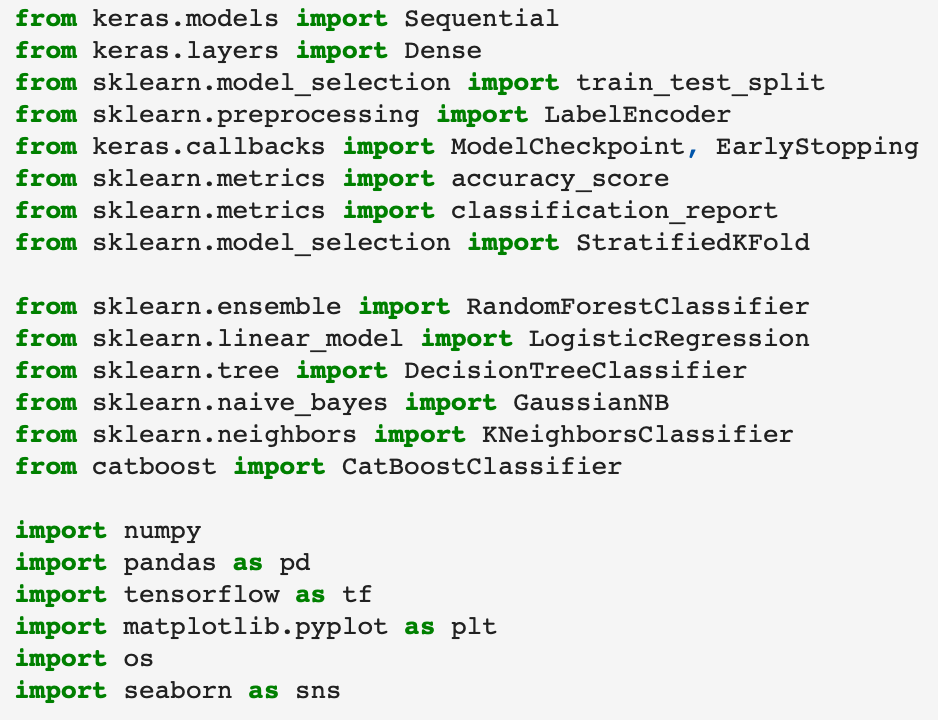 from keras.models import Sequential
from keras.layers import Dense
from sklearn.model_selection import train_test_split
from sklearn.preprocessing import LabelEncoder
from keras.callbacks import ModelCheckpoint, EarlyStopping
from sklearn.metrics import accuracy_score
from sklearn.metrics import classification_report
from sklearn.model_selection import StratifiedKFold

from sklearn.ensemble import RandomForestClassifier
from sklearn.linear_model import LogisticRegression
from sklearn.tree import DecisionTreeClassifier
from sklearn.naive_bayes import GaussianNB
from sklearn.neighbors import KNeighborsClassifier
from catboost import CatBoostClassifier

import numpy
import pandas as pd
import tensorflow as tf
import matplotlib.pyplot as plt
import os
import seaborn as sns